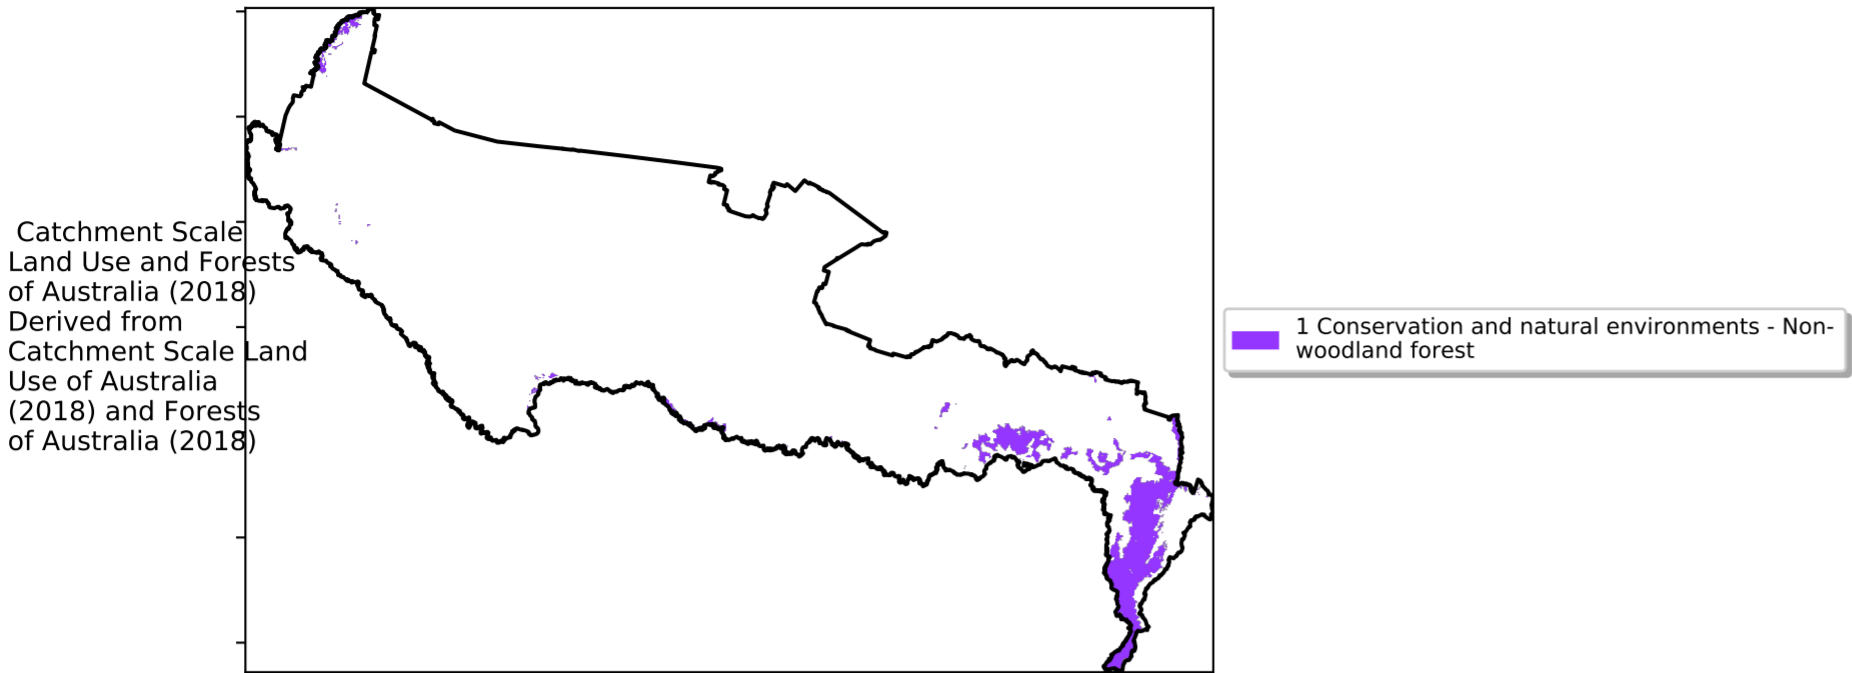 Catchment Scale
Land Use and Forests
of Australia (2018)
Derived from
Catchment Scale Land
Use of Australia
(2018) and Forests
of Australia (2018)
1 Conservation and natural environments - Non-
woodland forest